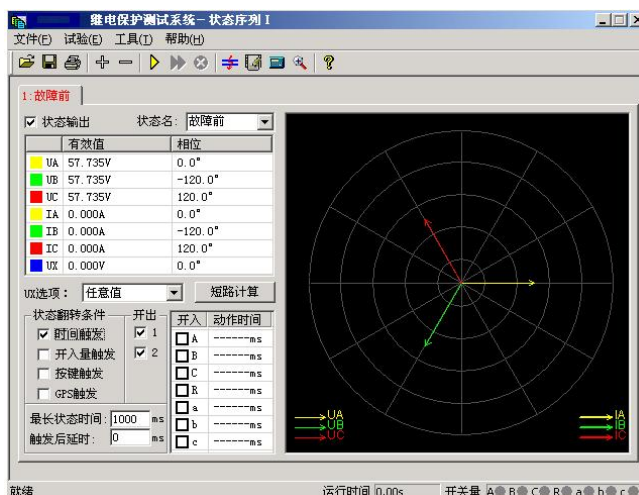 继电保护测试系统-状态序列 I
文件(F) 试验(E) 工具(T) 帮助(H)
1:故障前
状态输出 状态名: 故障前
有效值 相位
UA 57.735V 0.0°
UB 57.735V -120.0°
UC 57.735V 120.0°
IA 0.000A 0.0°
IB 0.000A -120.0°
IC 0.000A 120.0°
UX 0.000V 0.0°
UX选项: 任意值 短路计算
状态翻转条件 开出 开入 动作时间
时间触发 1 A ------ms
开入量触发 2 B ------ms
按键触发 C ------ms
GPS触发 R ------ms
a ------ms
最长状态时间: 1000 ms b ------ms
触发后延时: 0 ms c ------ms
UA IA
UB IB
UC IC
就绪 运行时间 0.00s 开关量 A B C R a b c